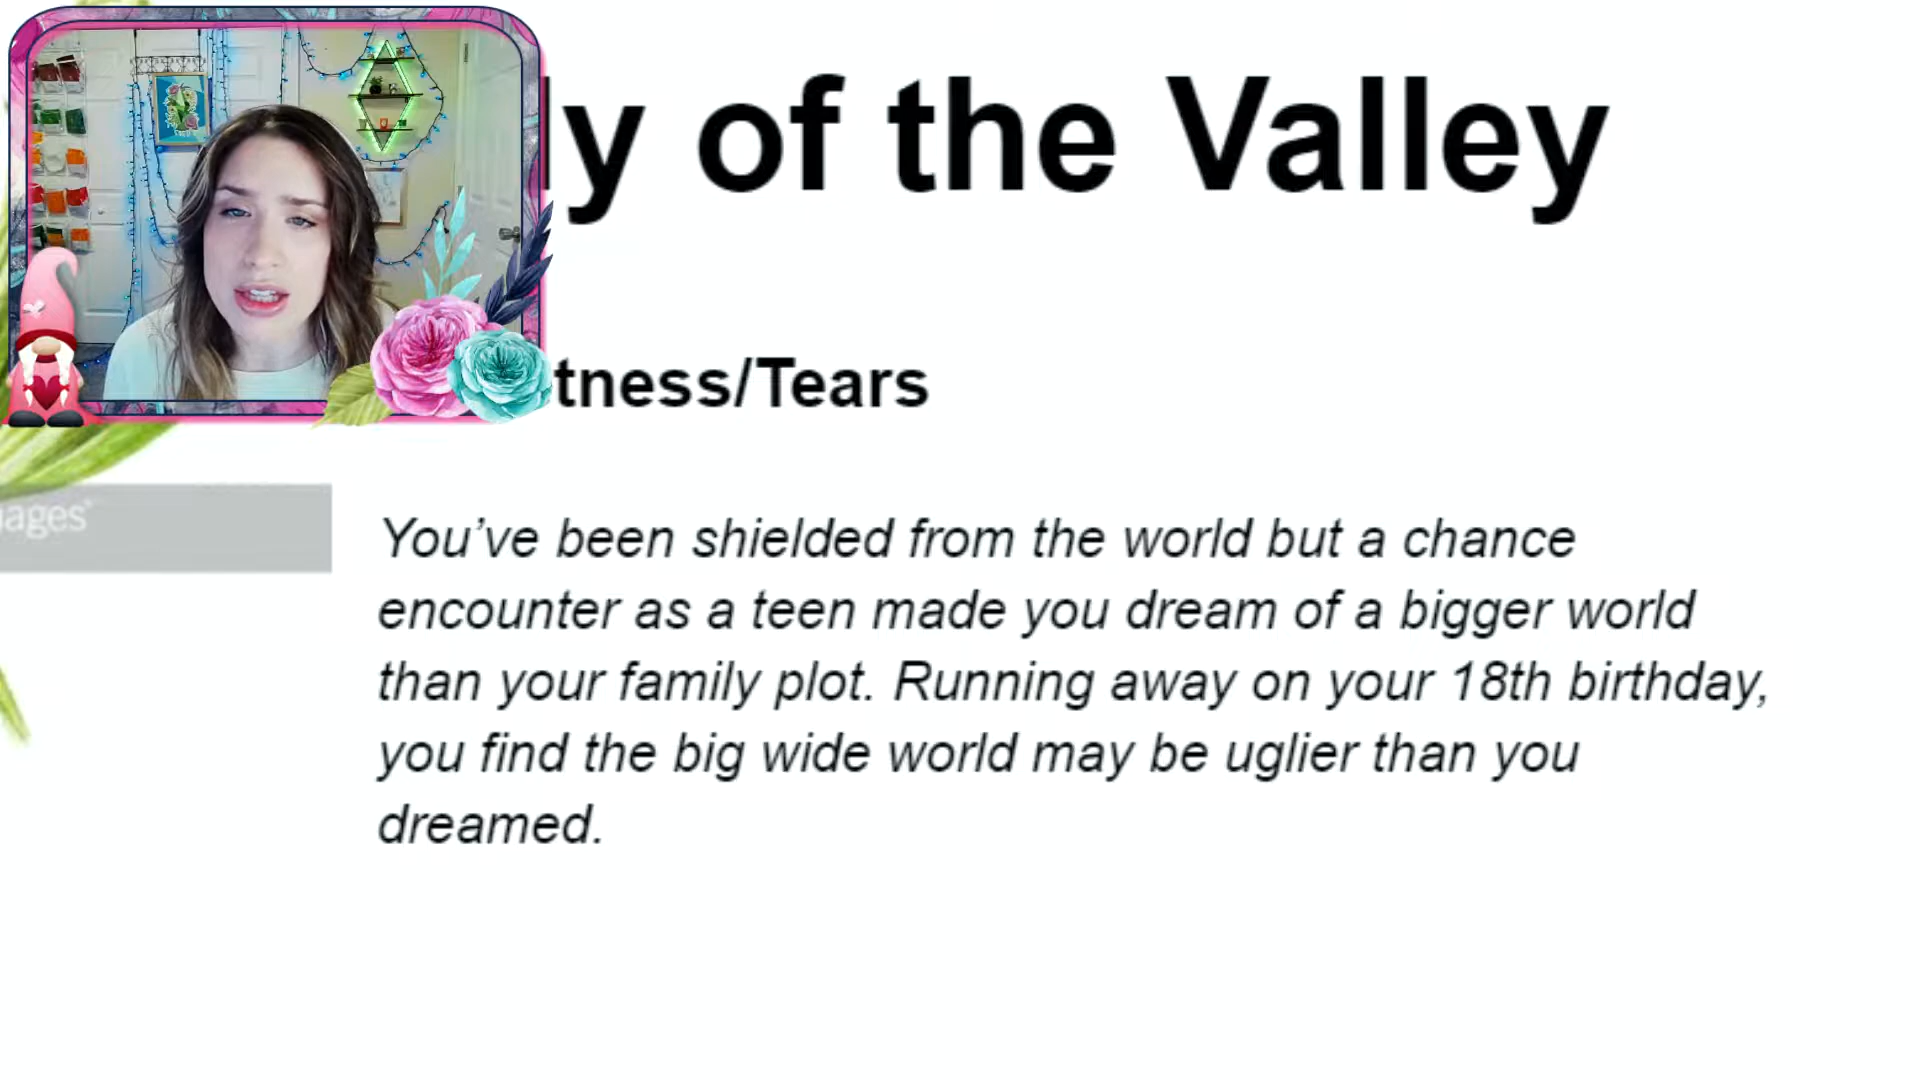 ly of the Valley
tness/Tears
ages
You’ve been shielded from the world but a chance
encounter as a teen made you dream of a bigger world
than your family plot. Running away on your 18th birthday,
you find the big wide world may be uglier than you
dreamed.